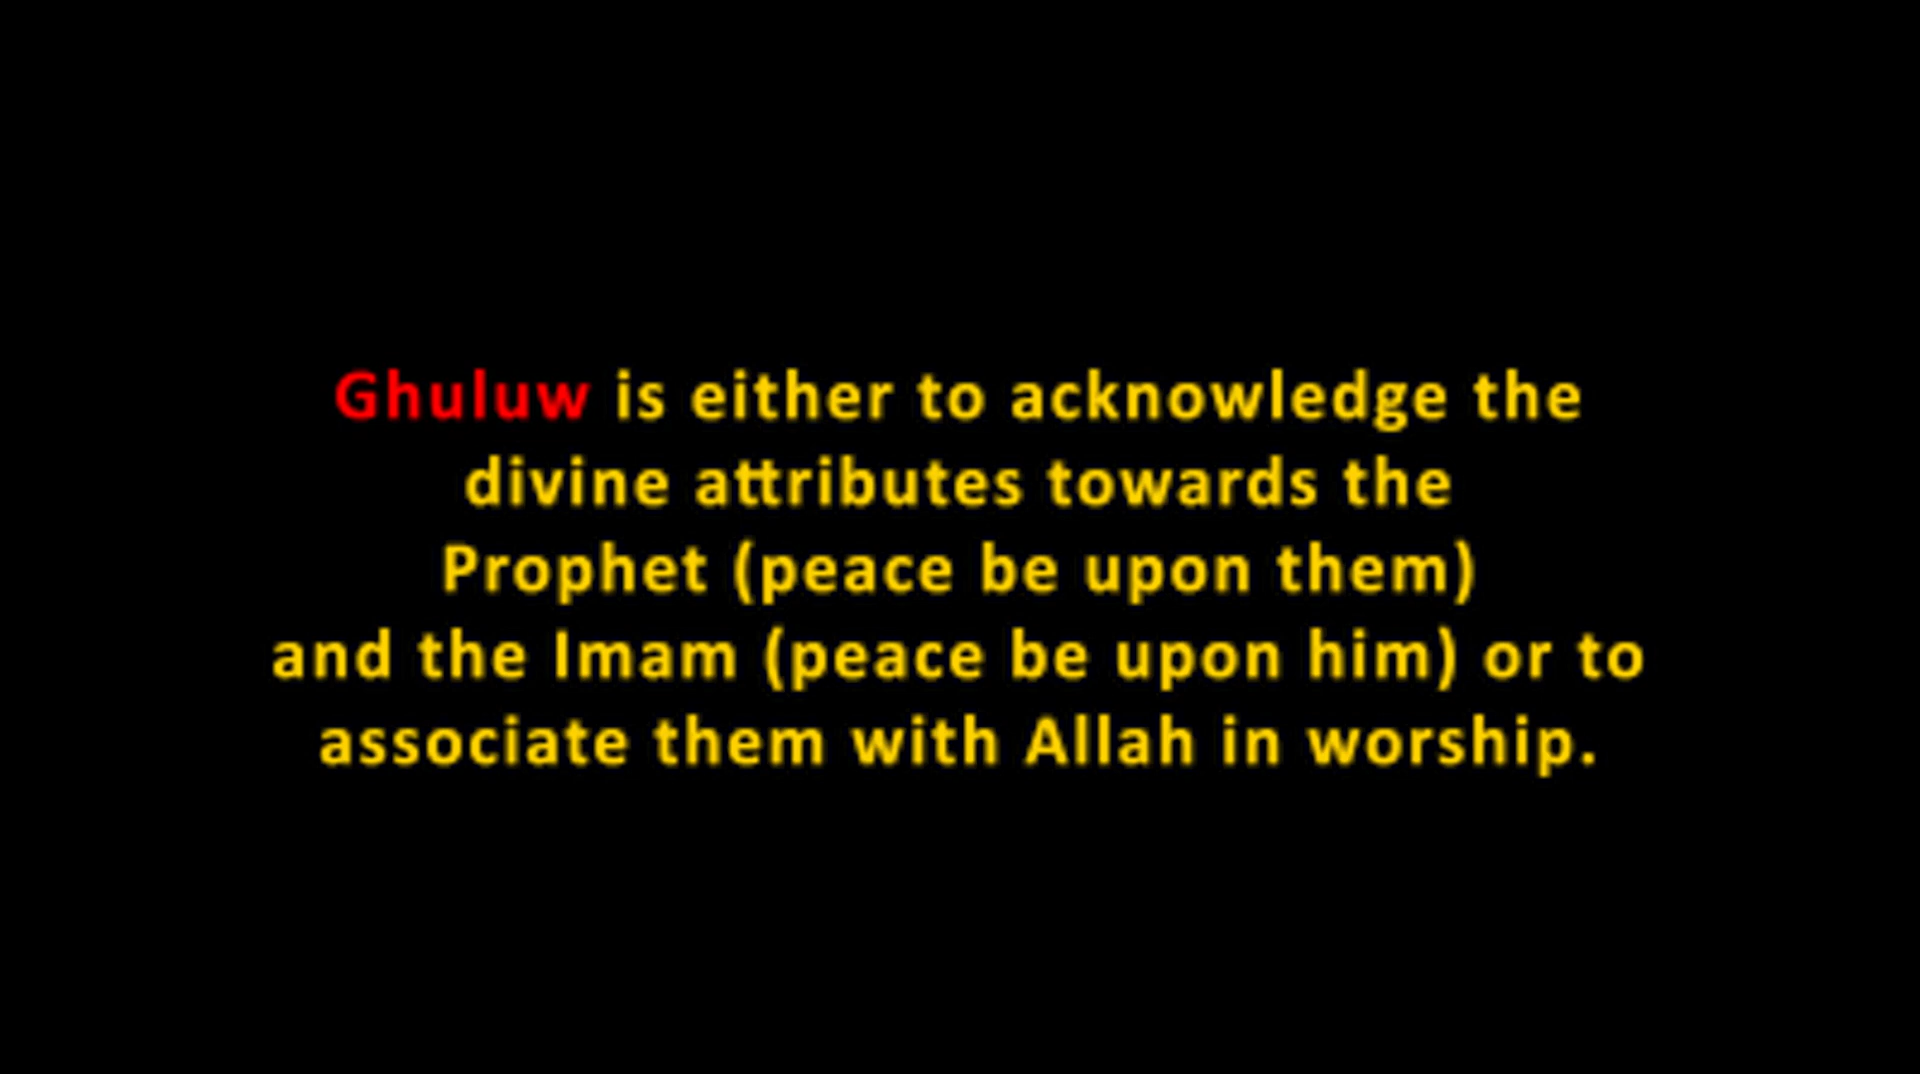 Ghuluw is either to acknowledge the
divine attributes towards the
Prophet (peace be upon them)
and the Imam (peace be upon him) or to
associate them with Allah in worship.